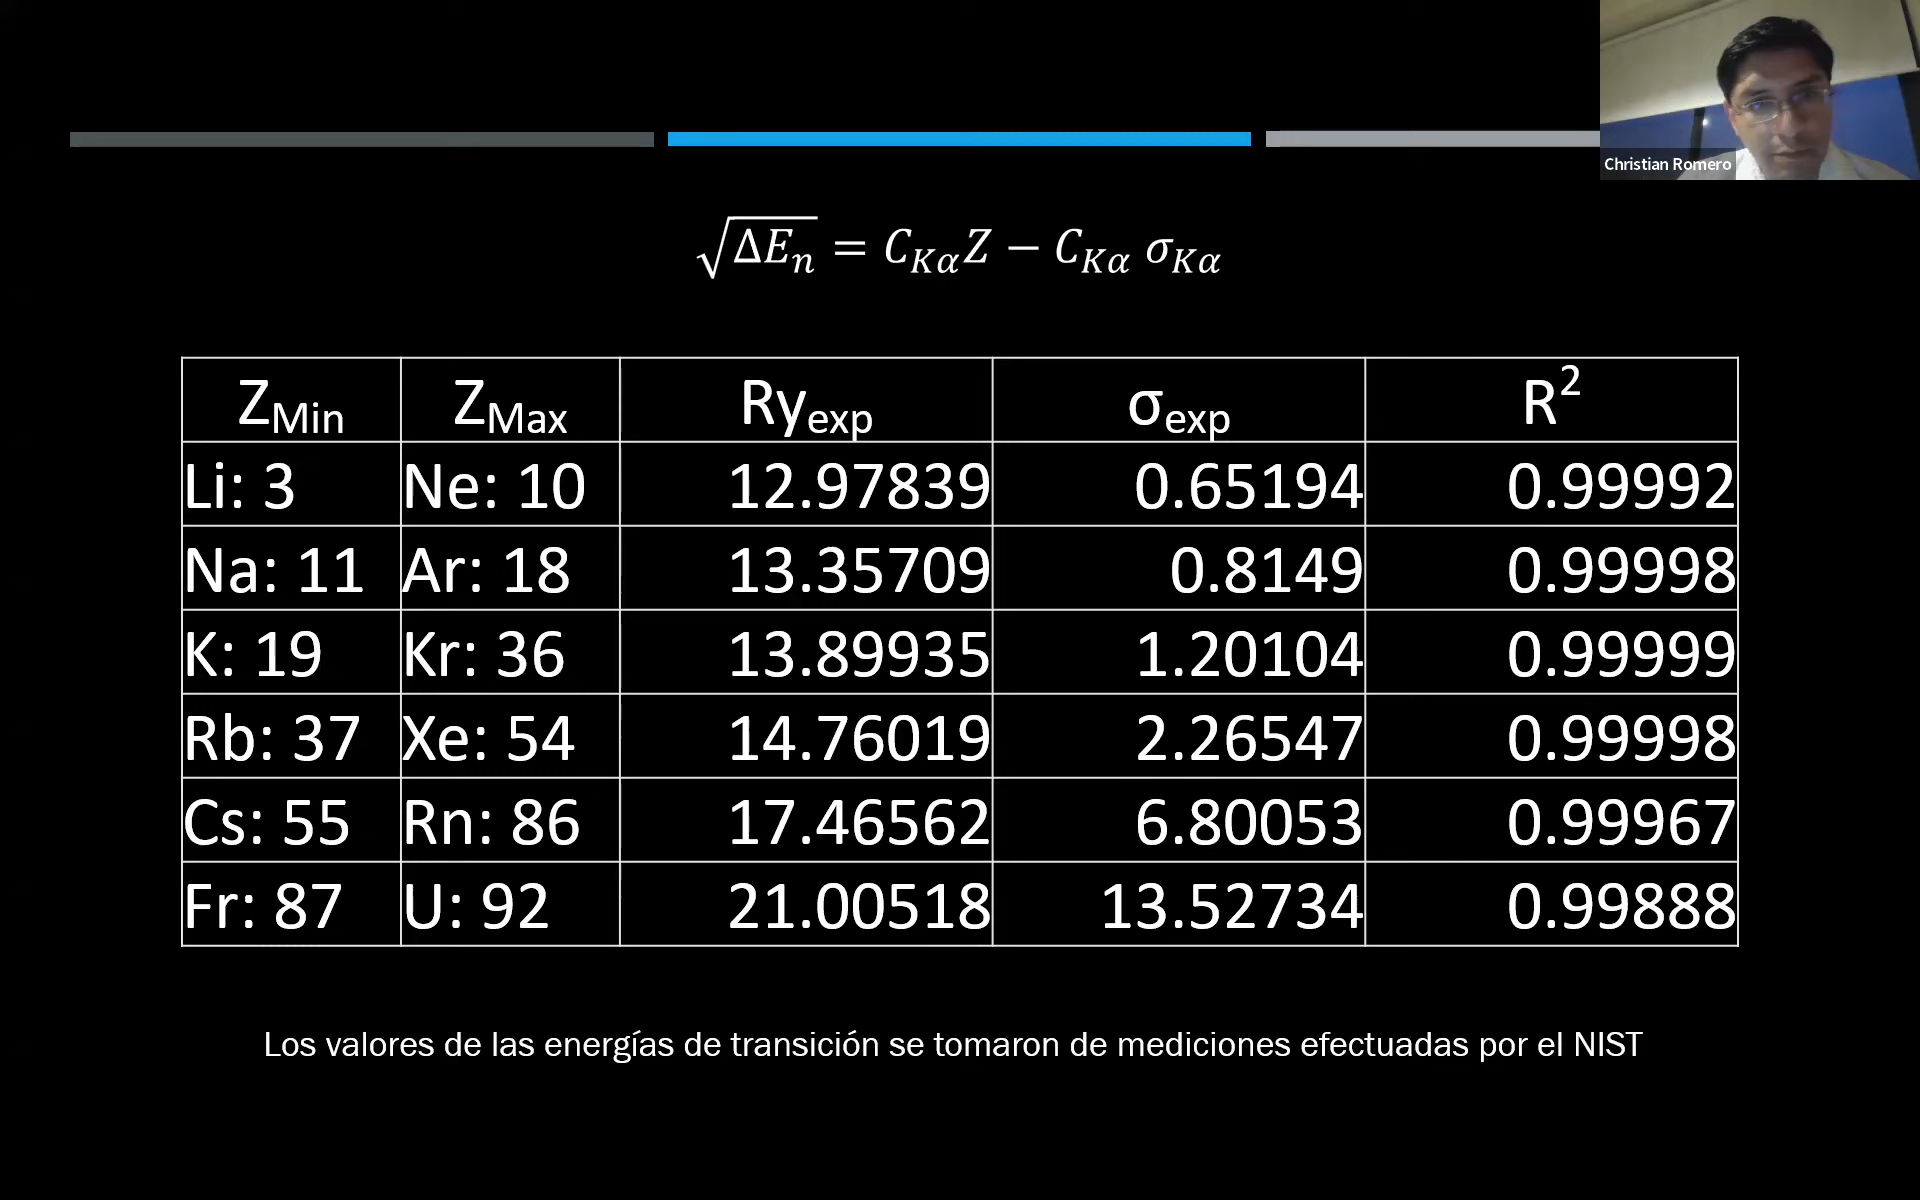 Christian Romero
√ΔEₙ = C_Kα Z − C_Kα σ_Kα
Z_Min Z_Max Ry_exp σ_exp R²
Li: 3 Ne: 10 12.97839 0.65194 0.99992
Na: 11 Ar: 18 13.35709 0.8149 0.99998
K: 19 Kr: 36 13.89935 1.20104 0.99999
Rb: 37 Xe: 54 14.76019 2.26547 0.99998
Cs: 55 Rn: 86 17.46562 6.80053 0.99967
Fr: 87 U: 92 21.00518 13.52734 0.99888
Los valores de las energías de transición se tomaron de mediciones efectuadas por el NIST